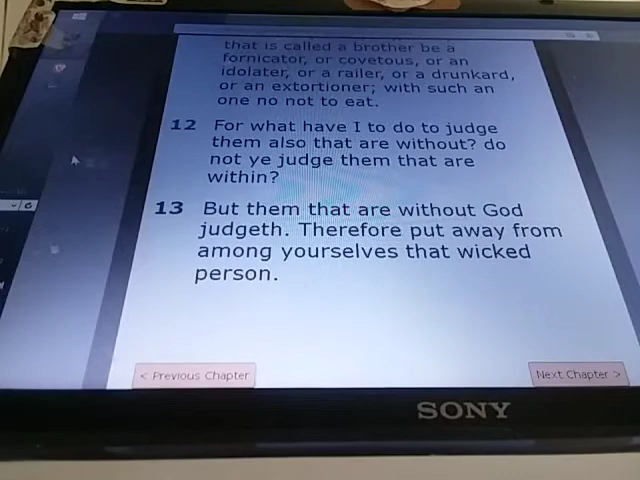 that is called a brother be a
fornicator, or covetous, or an
idolater, or a railer, or a drunkard,
or an extortioner; with such an
one no not to eat.
12 For what have I to do to judge
them also that are without? do
not ye judge them that are
within?
13 But them that are without God
judgeth. Therefore put away from
among yourselves that wicked
person.
< Previous Chapter
Next Chapter >
SONY